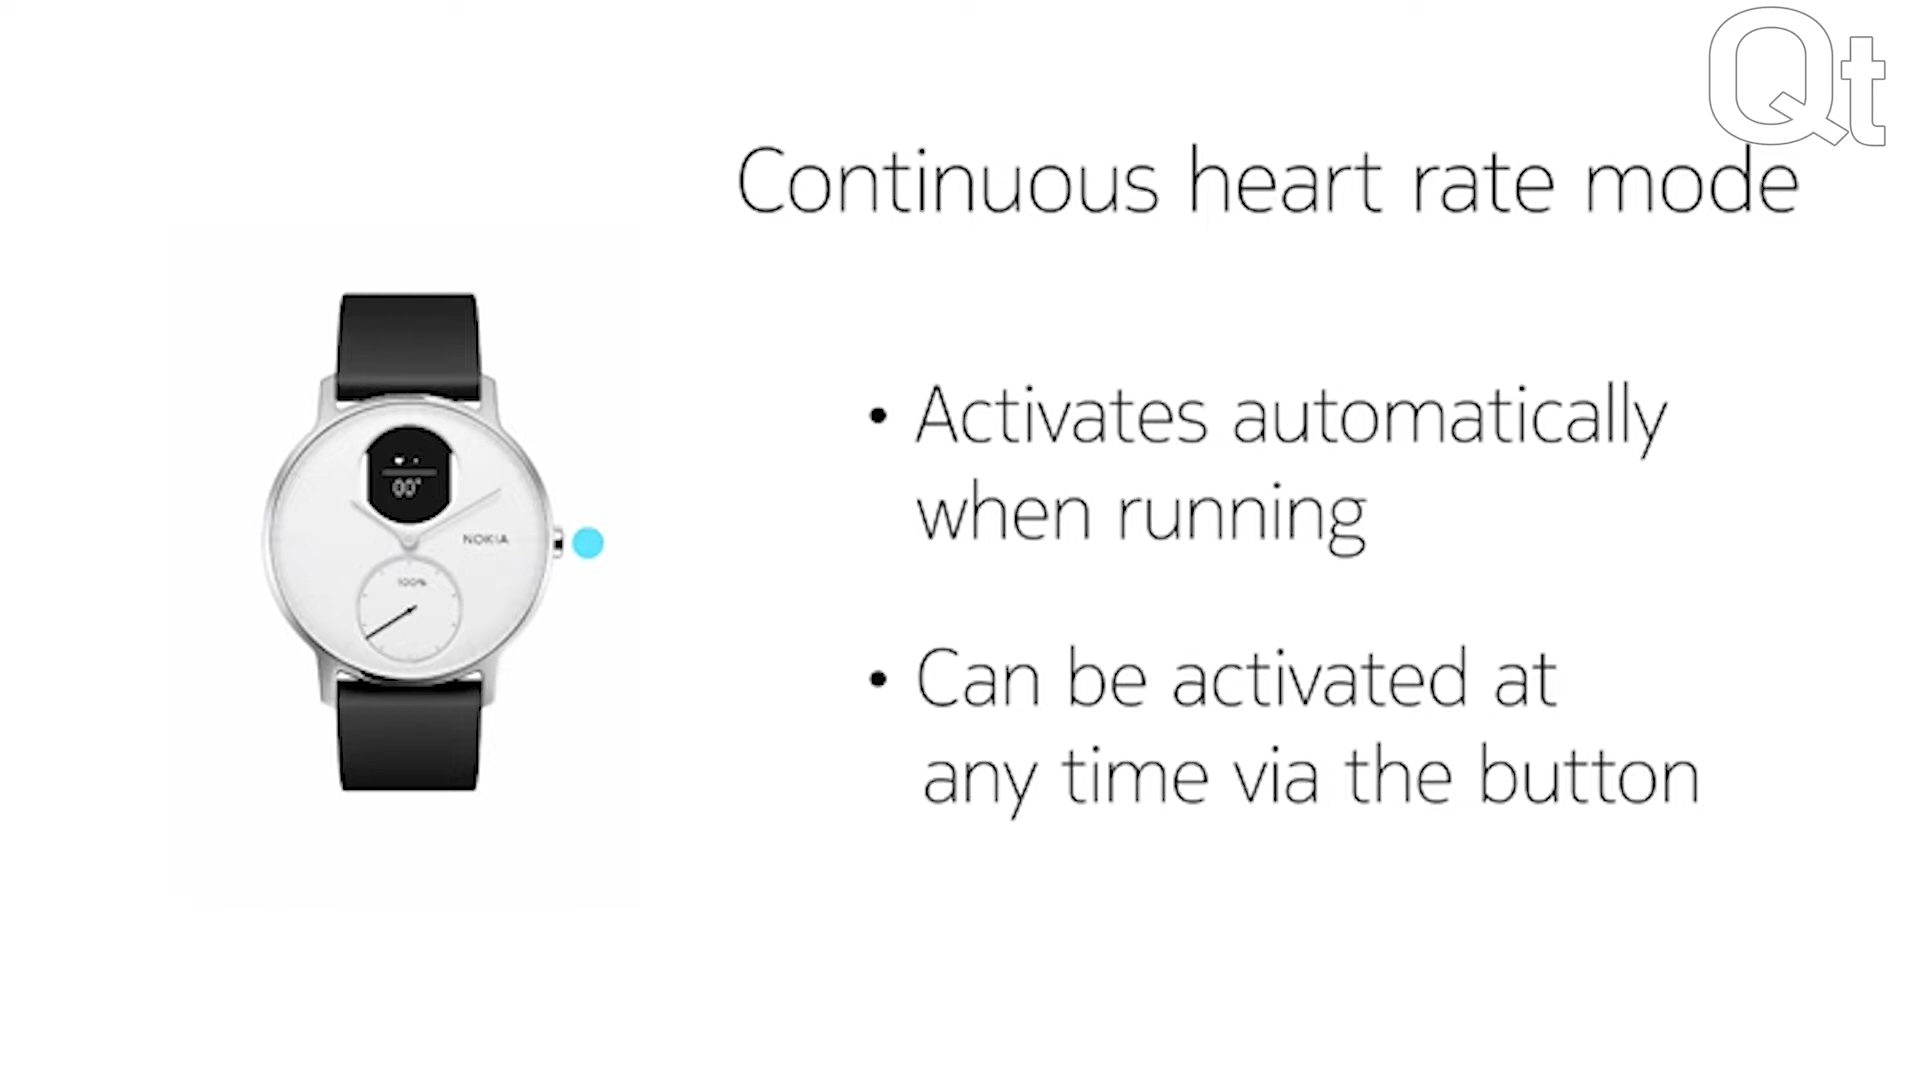 Qt
Continuous heart rate mode
• Activates automatically
when running
• Can be activated at
any time via the button
00"
NOKIA
100%